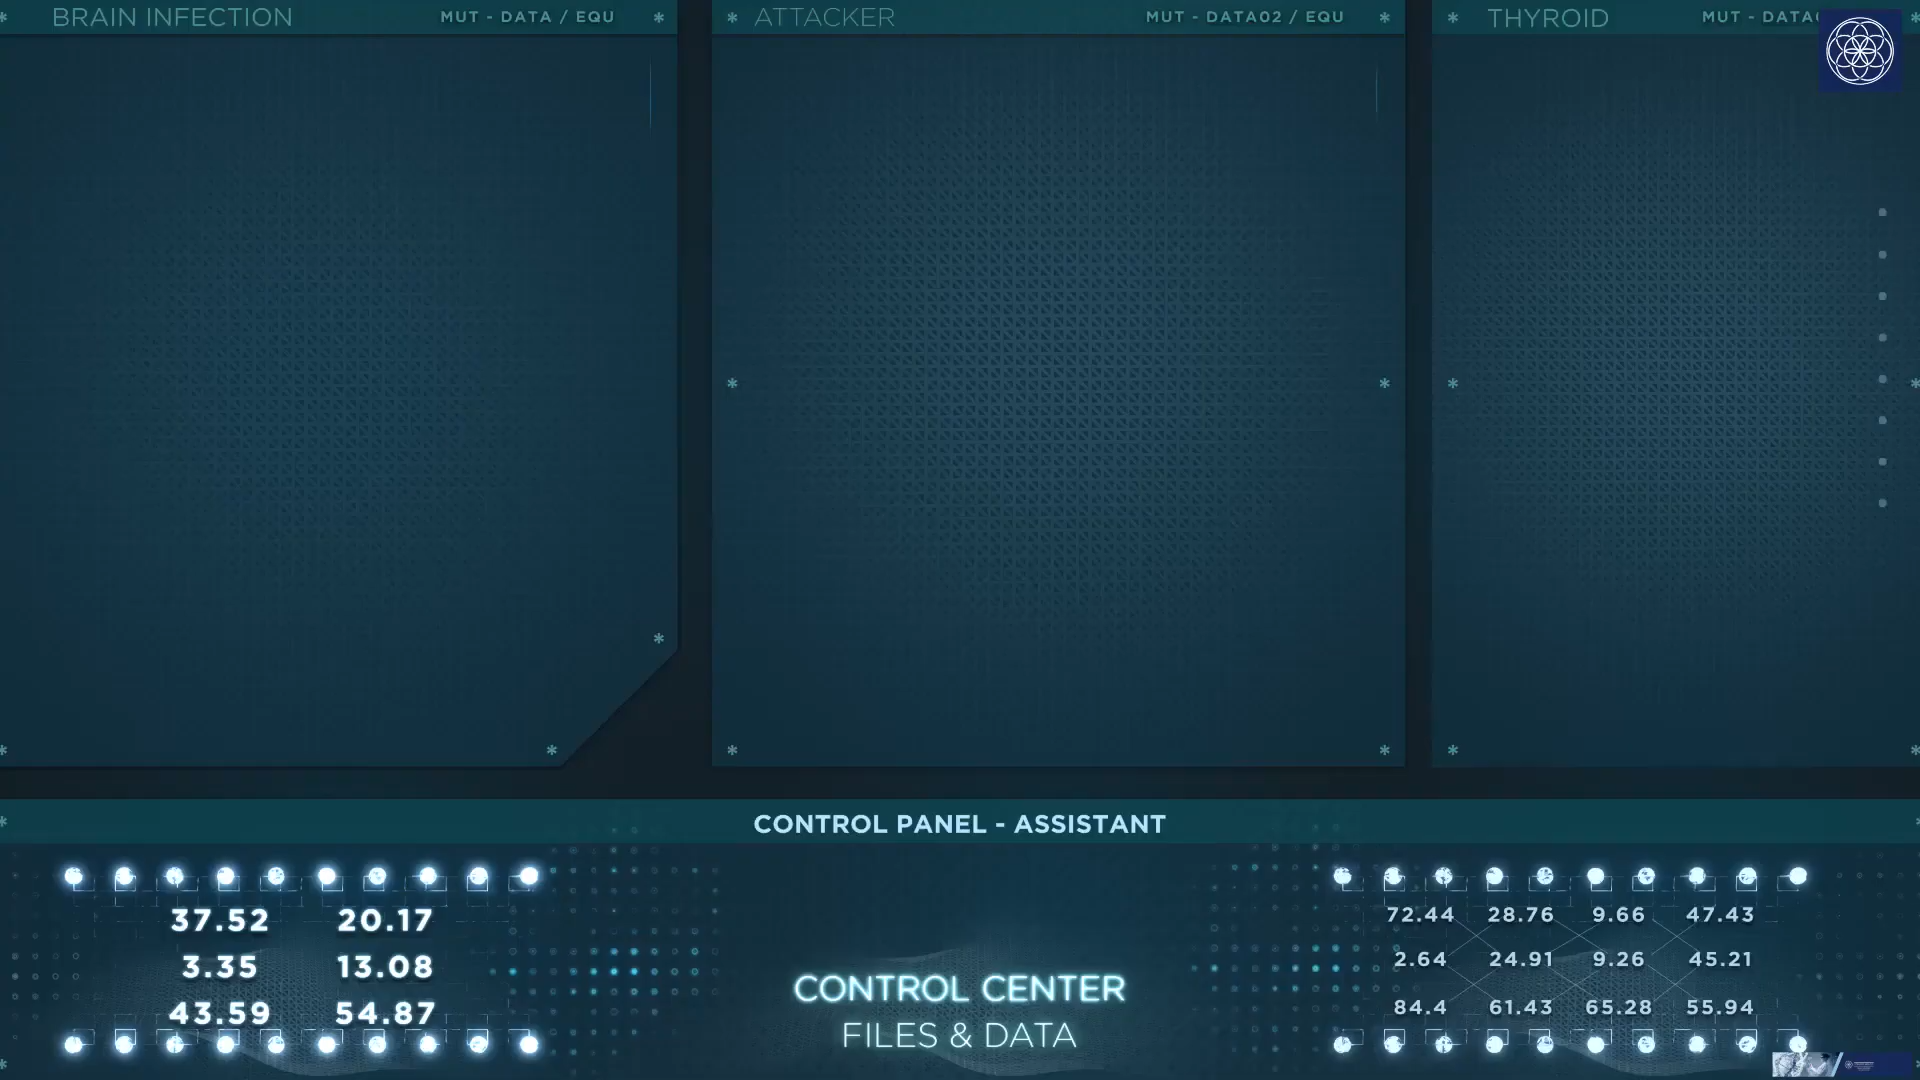 BRAIN INFECTION
MUT - DATA / EQU
ATTACKER
MUT - DATA02 / EQU
THYROID
MUT - DATA
CONTROL PANEL - ASSISTANT
37.52 20.17
3.35 13.08
43.59 54.87
CONTROL CENTER
FILES & DATA
72.44 28.76 9.66 47.43
2.64 24.91 9.26 45.21
84.4 61.43 65.28 55.94